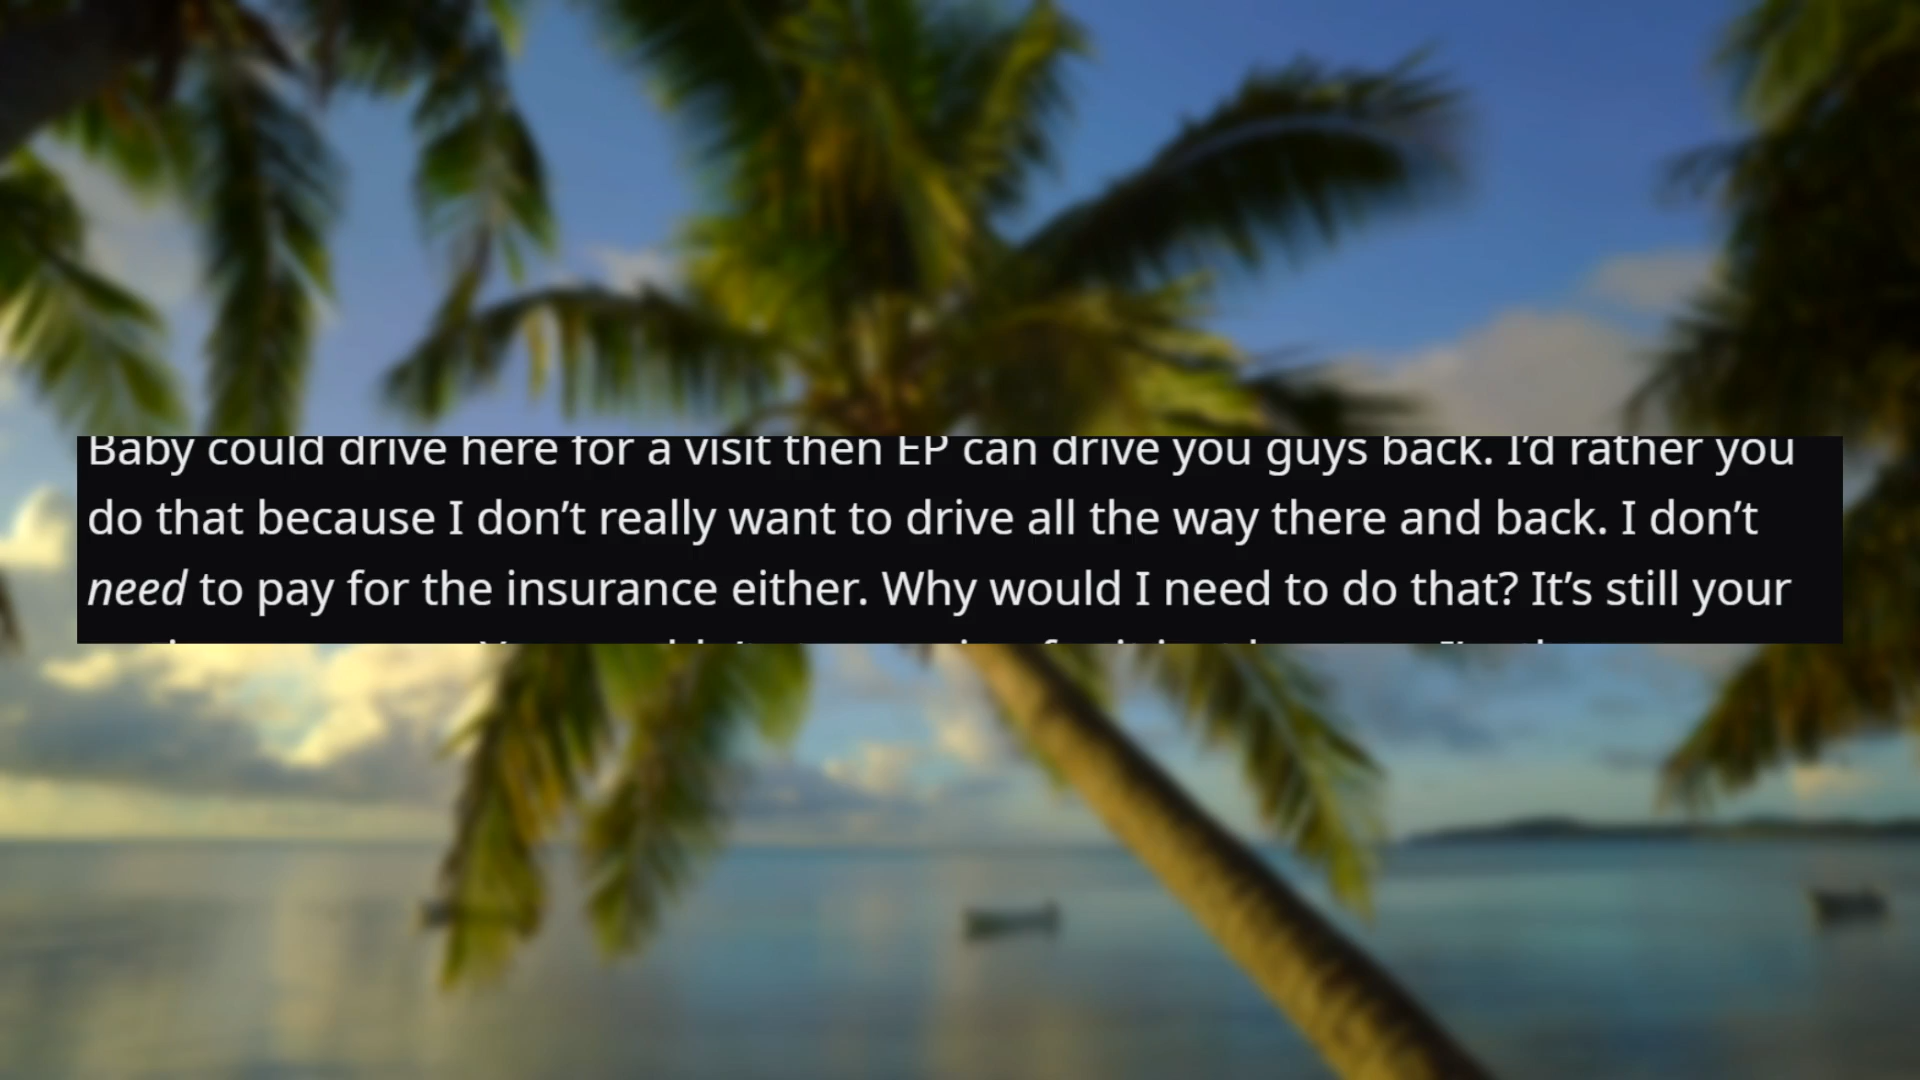 Baby could drive here for a visit then EP can drive you guys back. I’d rather you
do that because I don’t really want to drive all the way there and back. I don’t
need to pay for the insurance either. Why would I need to do that? It’s still your